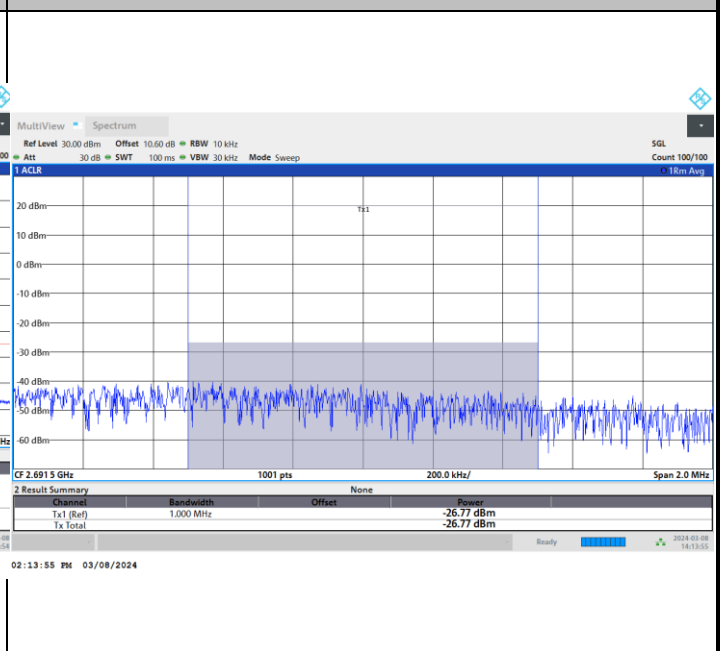 MultiView Spectrum
Ref Level 30.00 dBm Offset 10.60 dB RBW 10 kHz SGL
Att 30 dB SWT 100 ms VBW 30 kHz Mode Sweep Count 100/100
1 ACLR 1Rm Avg
Tx1
20 dBm
10 dBm
0 dBm
-10 dBm
-20 dBm
-30 dBm
-40 dBm
-50 dBm
-60 dBm
CF 2.6915 GHz 1001 pts 200.0 kHz/ Span 2.0 MHz
2 Result Summary None
Channel Bandwidth Offset Power
Tx1 (Ref) 1.000 MHz -26.77 dBm
Tx Total -26.77 dBm
Ready 2024-03-08
14:13:55
02:13:55 PM 03/08/2024